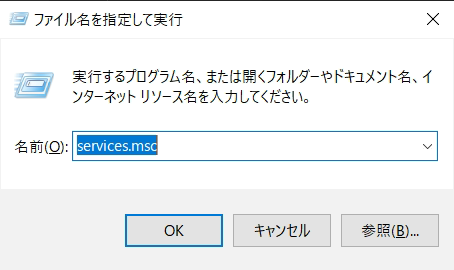 ファイル名を指定して実行
実行するプログラム名、または開くフォルダーやドキュメント名、イ
ンターネット リソース名を入力してください。
名前(O): services.msc
OK キャンセル 参照(B)...